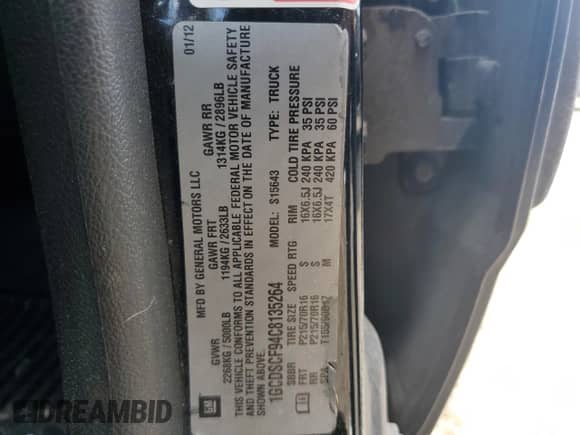 MFD BY GENERAL MOTORS LLC 01/12
GVWR GAWR FRT GAWR RR
2268KG / 5000LB 1194KG / 2633LB 1314KG / 2896LB
THIS VEHICLE CONFORMS TO ALL APPLICABLE FEDERAL MOTOR VEHICLE SAFETY
AND THEFT PREVENTION STANDARDS IN EFFECT ON THE DATE OF MANUFACTURE
SHOWN ABOVE.
1GCDSCF94C8135264 MODEL: S15643 TYPE: TRUCK
SBBR TIRE SIZE SPEED RTG RIM COLD TIRE PRESSURE
FRT P215/70R16 S 16X6.5J 240 KPA 35 PSI
RR P215/70R16 S 16X6.5J 240 KPA 35 PSI
SPA M 17X4T 420 KPA 60 PSI
GM
IDREAMBID